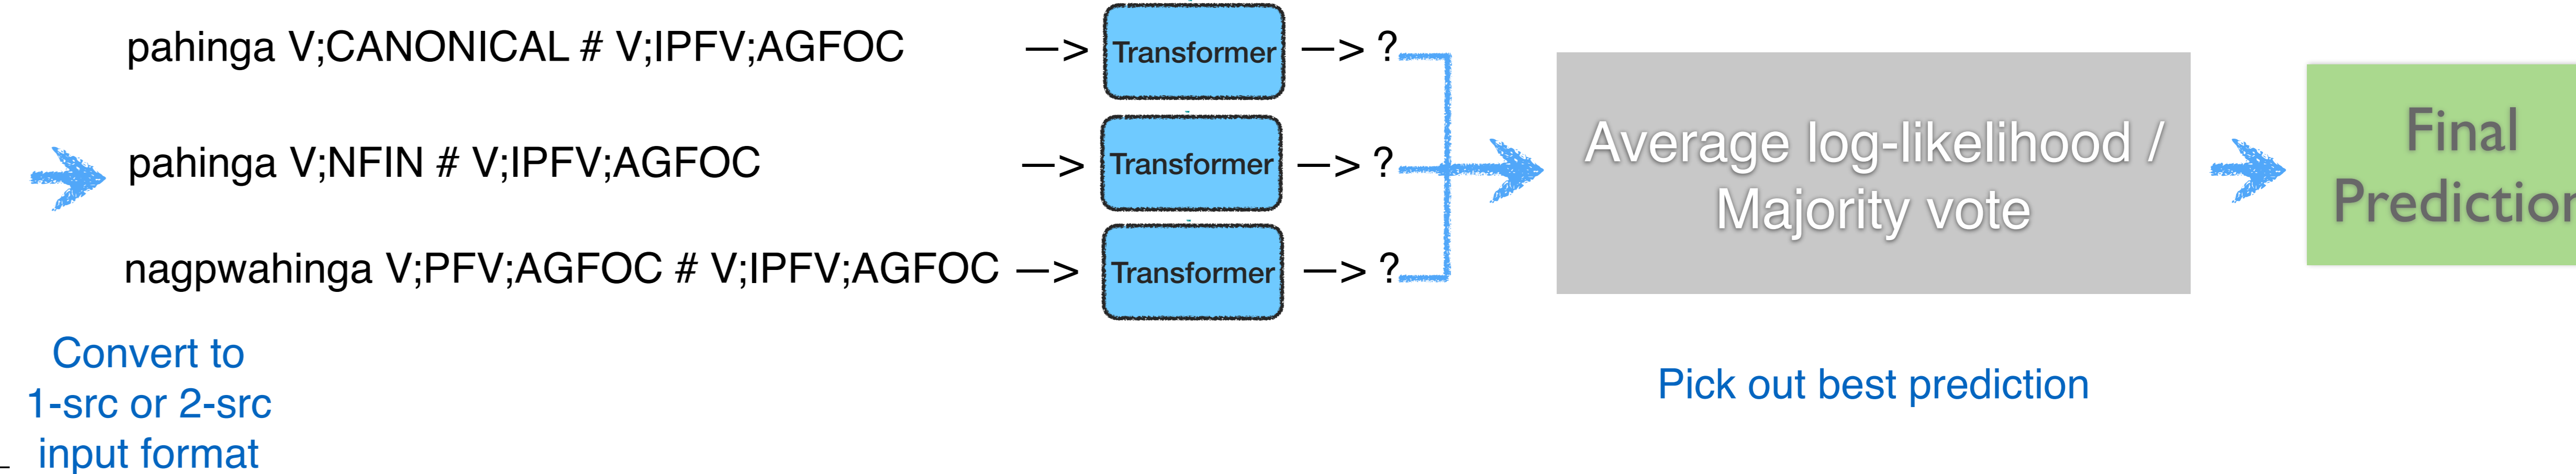 pahinga V;CANONICAL # V;IPFV;AGFOC —> Transformer —> ?
pahinga V;NFIN # V;IPFV;AGFOC —> Transformer —> ?
nagpwahinga V;PFV;AGFOC # V;IPFV;AGFOC —> Transformer —> ?
Average log-likelihood /
Majority vote
Final
Prediction
Convert to
1-src or 2-src
input format
Pick out best prediction